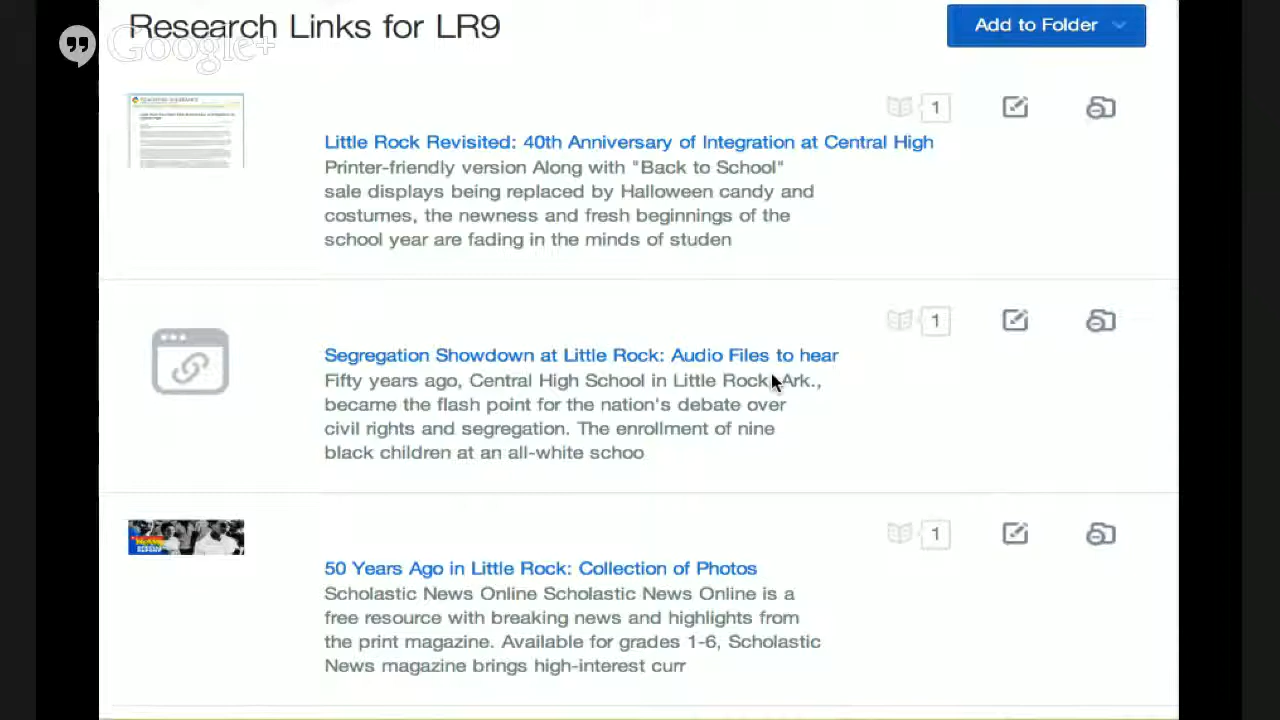 Research Links for LR9
Add to Folder
Google+
1
Little Rock Revisited: 40th Anniversary of Integration at Central High
Printer-friendly version Along with "Back to School"
sale displays being replaced by Halloween candy and
costumes, the newness and fresh beginnings of the
school year are fading in the minds of studen
1
Segregation Showdown at Little Rock: Audio Files to hear
Fifty years ago, Central High School in Little Rock, Ark.,
became the flash point for the nation's debate over
civil rights and segregation. The enrollment of nine
black children at an all-white schoo
1
50 Years Ago in Little Rock: Collection of Photos
Scholastic News Online Scholastic News Online is a
free resource with breaking news and highlights from
the print magazine. Available for grades 1-6, Scholastic
News magazine brings high-interest curr